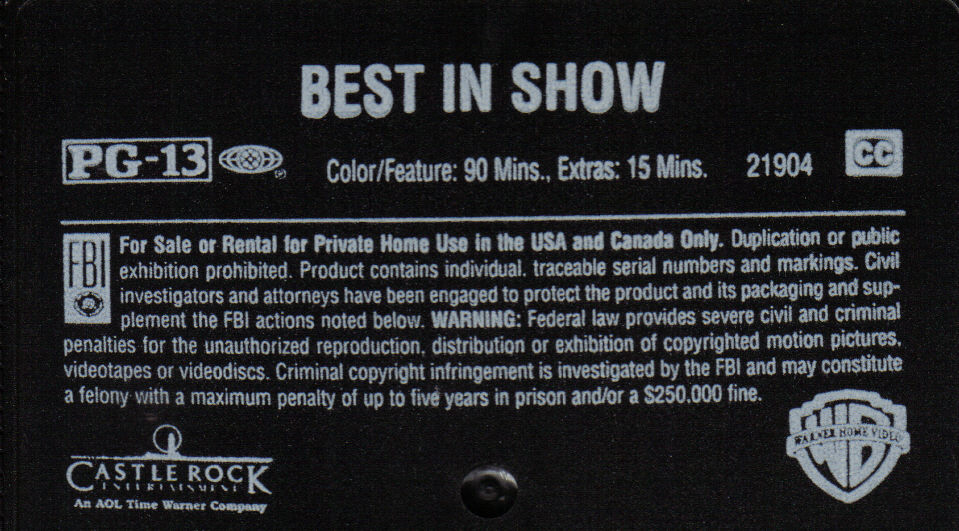 BEST IN SHOW
PG-13 Color/Feature: 90 Mins., Extras: 15 Mins. 21904 CC
FBI
For Sale or Rental for Private Home Use in the USA and Canada Only. Duplication or public
exhibition prohibited. Product contains individual, traceable serial numbers and markings. Civil
investigators and attorneys have been engaged to protect the product and its packaging and sup-
plement the FBI actions noted below. WARNING: Federal law provides severe civil and criminal
penalties for the unauthorized reproduction, distribution or exhibition of copyrighted motion pictures,
videotapes or videodiscs. Criminal copyright infringement is investigated by the FBI and may constitute
a felony with a maximum penalty of up to five years in prison and/or a $250,000 fine.
CASTLE ROCK
ENTERTAINMENT
An AOL Time Warner Company
WB
WARNER HOME VIDEO